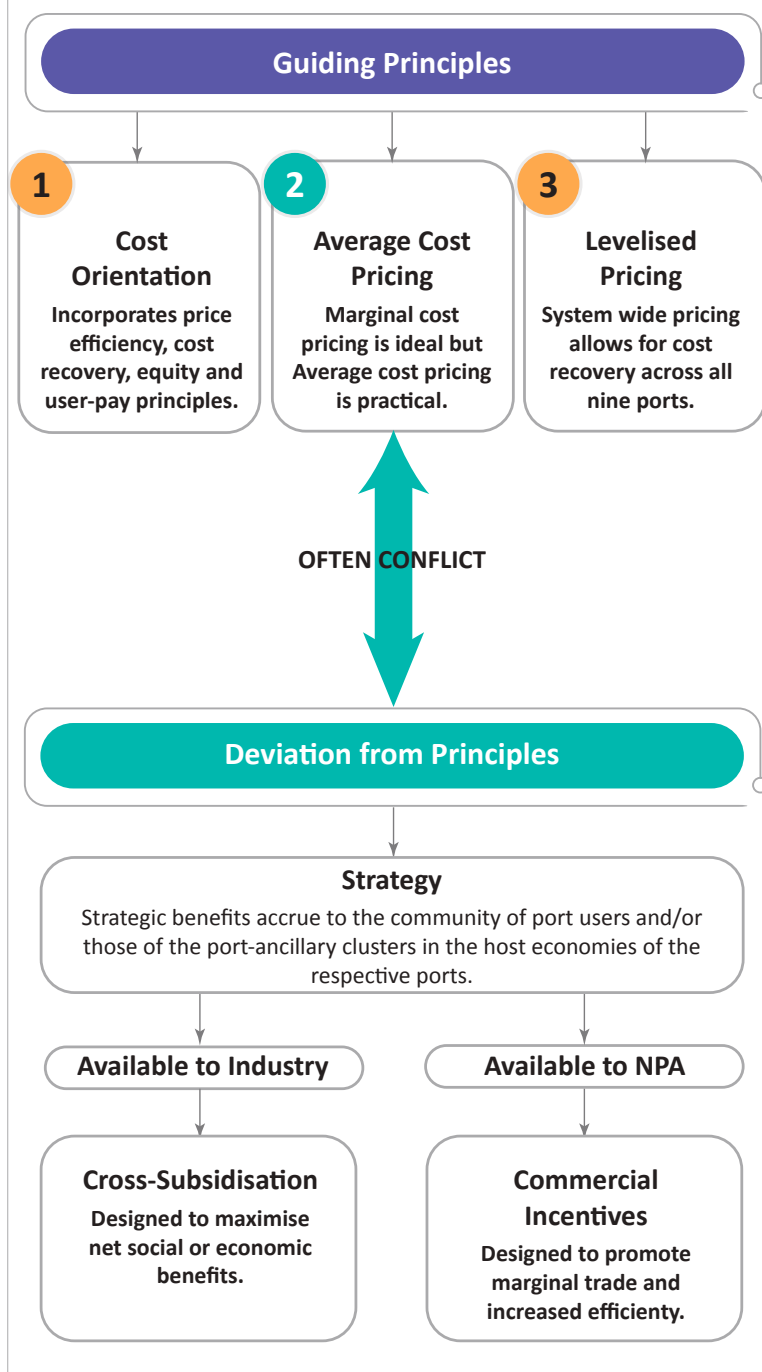 Guiding Principles
1
Cost
Orientation
Incorporates price
efficiency, cost
recovery, equity and
user-pay principles.
2
Average Cost
Pricing
Marginal cost
pricing is ideal but
Average cost pricing
is practical.
3
Levelised
Pricing
System wide pricing
allows for cost
recovery across all
nine ports.
OFTEN CONFLICT
Deviation from Principles
Strategy
Strategic benefits accrue to the community of port users and/or
those of the port-ancillary clusters in the host economies of the
respective ports.
Available to Industry
Available to NPA
Cross-Subsidisation
Designed to maximise
net social or economic
benefits.
Commercial
Incentives
Designed to promote
marginal trade and
increased efficienty.